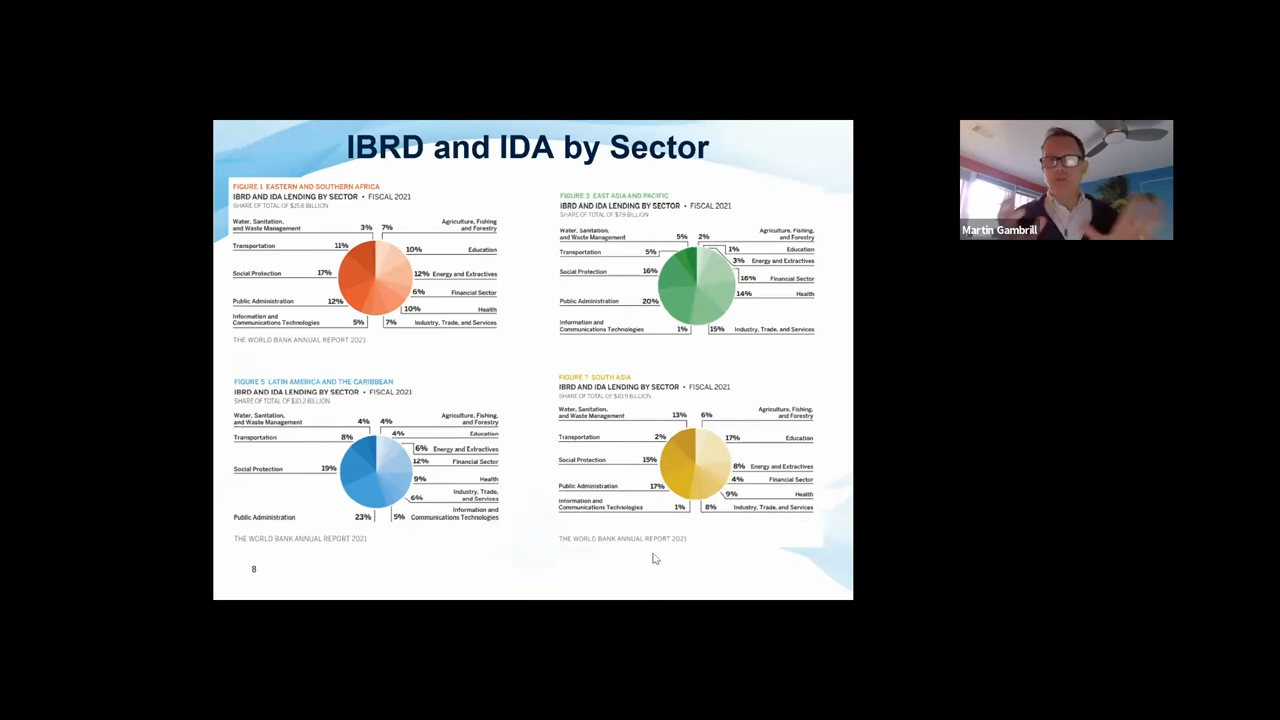 IBRD and IDA by Sector
FIGURE 1 EASTERN AND SOUTHERN AFRICA
IBRD AND IDA LENDING BY SECTOR • FISCAL 2021
SHARE OF TOTAL OF $15.6 BILLION
Water, Sanitation,
and Waste Management 3%
7% Agriculture, Fishing
and Forestry
Transportation 11%
10% Education
Social Protection 17%
12% Energy and Extractives
6% Financial Sector
Public Administration 12%
10% Health
Information and
Communications Technologies 5%
7% Industry, Trade, and Services
THE WORLD BANK ANNUAL REPORT 2021
FIGURE 3 EAST ASIA AND PACIFIC
IBRD AND IDA LENDING BY SECTOR • FISCAL 2021
SHARE OF TOTAL OF $7.9 BILLION
Water, Sanitation,
and Waste Management 5%
2% Agriculture, Fishing,
and Forestry
Transportation 5%
1% Education
3% Energy and Extractives
Social Protection 16%
16% Financial Sector
14% Health
Public Administration 20%
Information and
Communications Technologies 1%
15% Industry, Trade, and Services
FIGURE 5 LATIN AMERICA AND THE CARIBBEAN
IBRD AND IDA LENDING BY SECTOR • FISCAL 2021
SHARE OF TOTAL OF $10.2 BILLION
Water, Sanitation,
and Waste Management 4%
4% Agriculture, Fishing,
and Forestry
Transportation 8%
4% Education
6% Energy and Extractives
12% Financial Sector
Social Protection 19%
9% Health
6% Industry, Trade,
and Services
Public Administration 23%
5% Information and
Communications Technologies
THE WORLD BANK ANNUAL REPORT 2021
FIGURE 7 SOUTH ASIA
IBRD AND IDA LENDING BY SECTOR • FISCAL 2021
SHARE OF TOTAL OF $10.9 BILLION
Water, Sanitation,
and Waste Management 13%
6% Agriculture, Fishing,
and Forestry
Transportation 2%
17% Education
Social Protection 15%
8% Energy and Extractives
4% Financial Sector
Public Administration 17%
9% Health
Information and
Communications Technologies 1%
8% Industry, Trade, and Services
THE WORLD BANK ANNUAL REPORT 2021
8
Martin Gambrill